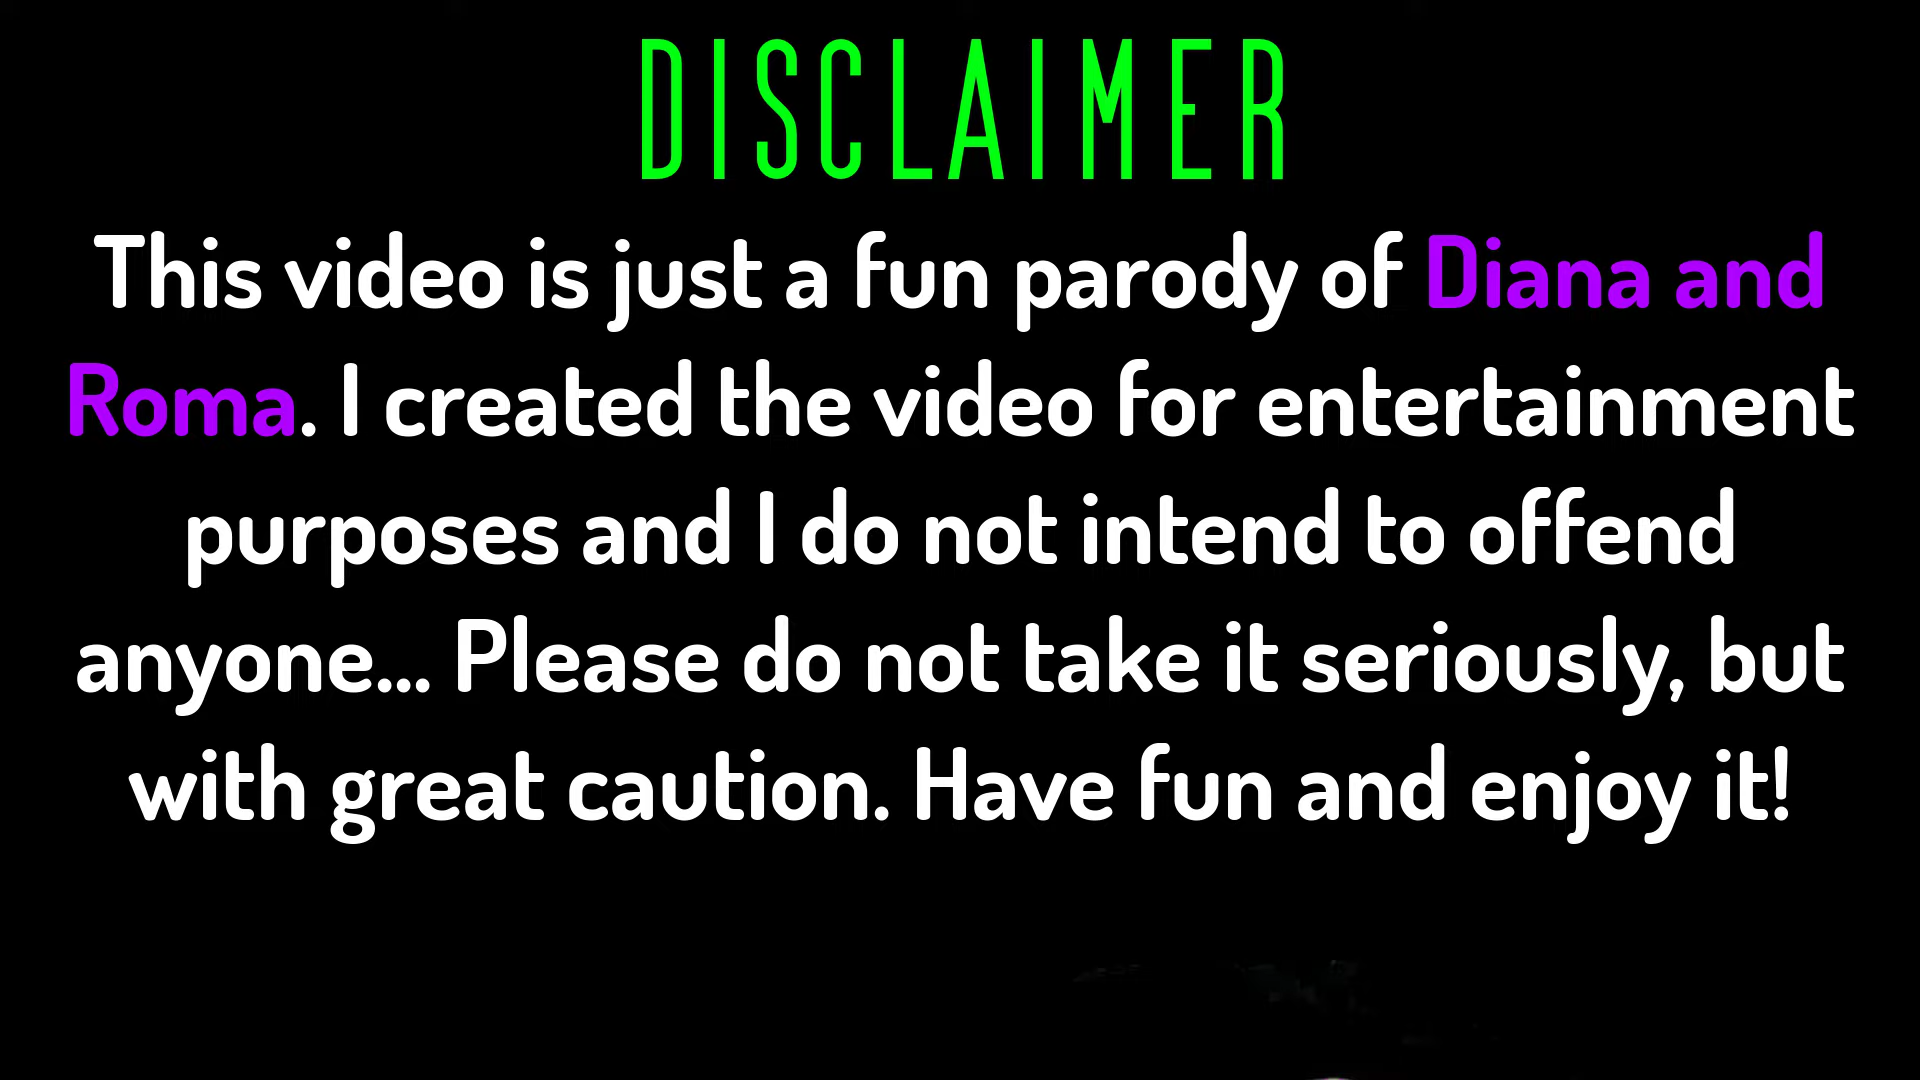 DISCLAIMER
This video is just a fun parody of Diana and
Roma. I created the video for entertainment
purposes and I do not intend to offend
anyone... Please do not take it seriously, but
with great caution. Have fun and enjoy it!